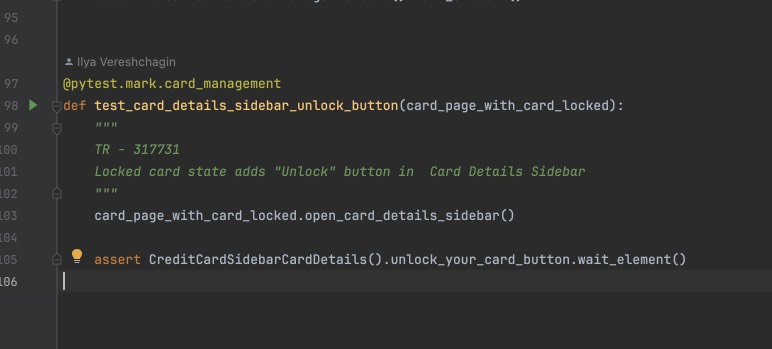 95
96
Ilya Vereshchagin
97 @pytest.mark.card_management
98 def test_card_details_sidebar_unlock_button(card_page_with_card_locked):
99 """
100 TR - 317731
101 Locked card state adds "Unlock" button in  Card Details Sidebar
102 """
103 card_page_with_card_locked.open_card_details_sidebar()
104
105 assert CreditCardSidebarCardDetails().unlock_your_card_button.wait_element()
106